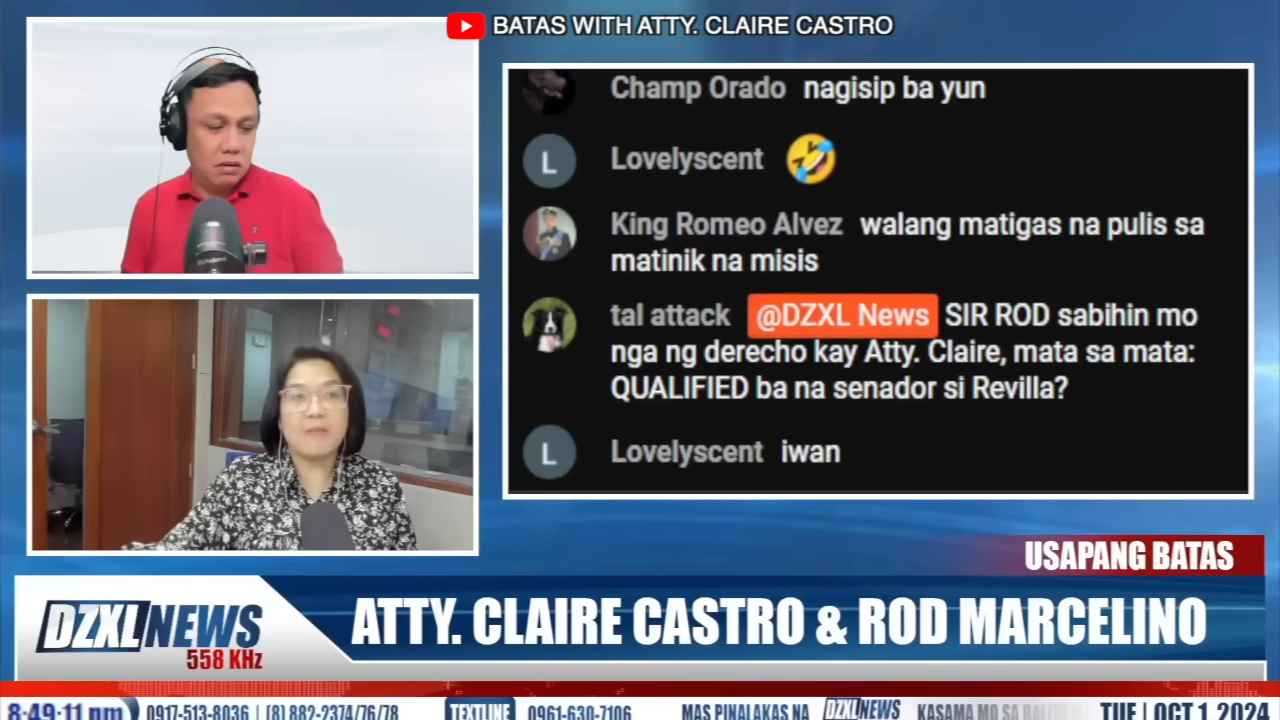 BATAS WITH ATTY. CLAIRE CASTRO
Champ Orado nagisip ba yun
L Lovelyscent
King Romeo Alvez walang matigas na pulis sa
matinik na misis
tal attack @DZXL News SIR ROD sabihin mo
nga ng derecho kay Atty. Claire, mata sa mata:
QUALIFIED ba na senador si Revilla?
L Lovelyscent iwan
USAPANG BATAS
DZXL NEWS
558 KHz
ATTY. CLAIRE CASTRO & ROD MARCELINO
8:49:11 pm 0917-513-8036 | (8) 882-2374/76/78 TEXTLINE 0961-630-7106 MAS PINALAKAS NA DZXL NEWS KASAMA MO SA TUE | OCT 1, 2024